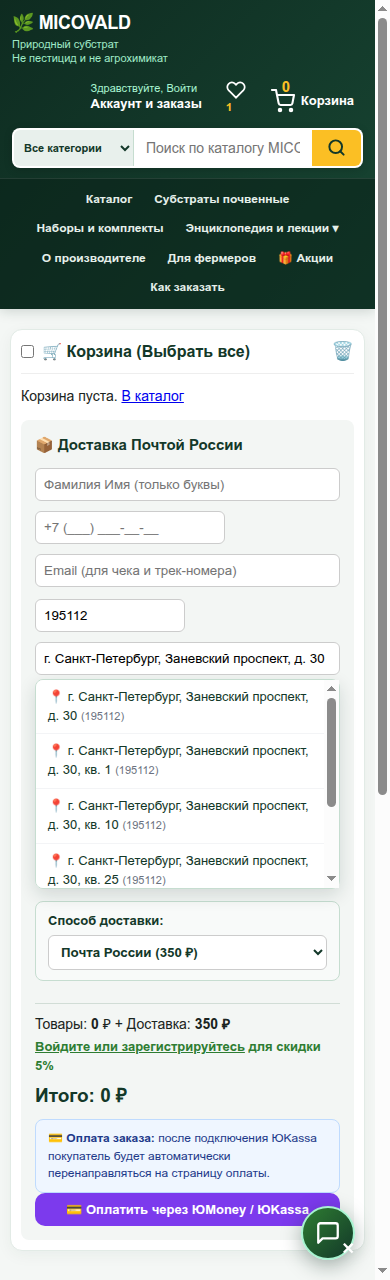 🌿 MICOVALD
Природный субстрат
Не пестицид и не агрохимикат
Здравствуйте, Войти
Аккаунт и заказы
1
0
Корзина
Все категории
Поиск по каталогу MICO
Каталог
Субстраты почвенные
Наборы и комплекты
Энциклопедия и лекции ▾
О производителе
Для фермеров
🎁 Акции
Как заказать
🛒 Корзина (Выбрать все)
Корзина пуста. В каталог
📦 Доставка Почтой России
Фамилия Имя (только буквы)
+7 (___) ___-__-__
Email (для чека и трек-номера)
195112
г. Санкт-Петербург, Заневский проспект, д. 30
📍 г. Санкт-Петербург, Заневский проспект,
д. 30 (195112)
📍 г. Санкт-Петербург, Заневский проспект,
д. 30, кв. 1 (195112)
📍 г. Санкт-Петербург, Заневский проспект,
д. 30, кв. 10 (195112)
📍 г. Санкт-Петербург, Заневский проспект,
д. 30, кв. 25 (195112)
Способ доставки:
Почта России (350 ₽)
Товары: 0 ₽ + Доставка: 350 ₽
Войдите или зарегистрируйтесь для скидки
5%
Итого: 0 ₽
💳 Оплата заказа: после подключения ЮKassa
покупатель будет автоматически
перенаправляться на страницу оплаты.
💳 Оплатить через ЮMoney / ЮKassa